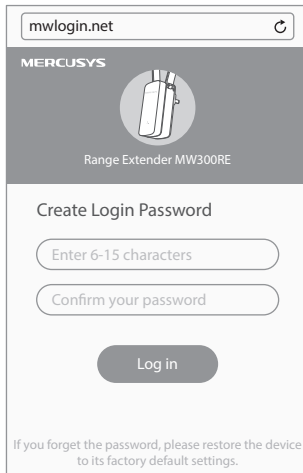 mwlogin.net
MERCUSYS
Range Extender MW300RE
Create Login Password
Enter 6-15 characters
Confirm your password
Log in
If you forget the password, please restore the device
to its factory default settings.